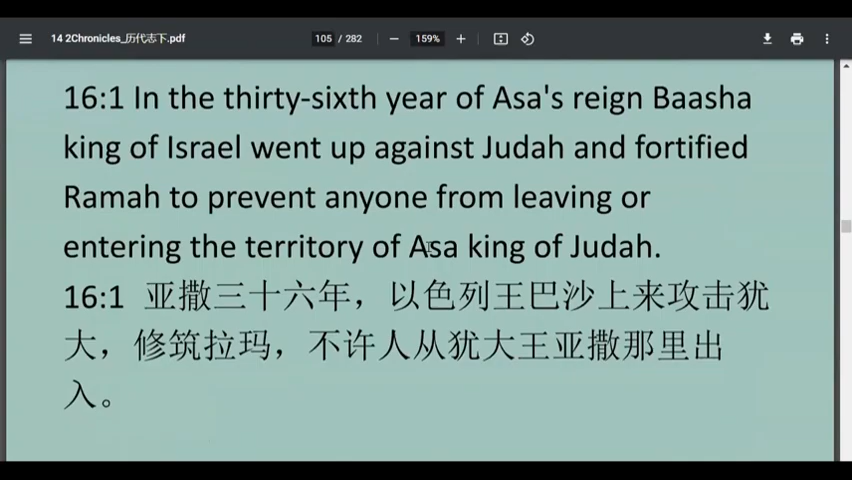 14 2Chronicles_历代志下.pdf
105 / 282
159%
16:1 In the thirty-sixth year of Asa's reign Baasha
king of Israel went up against Judah and fortified
Ramah to prevent anyone from leaving or
entering the territory of Asa king of Judah.
16:1 亚撒三十六年，以色列王巴沙上来攻击犹
大，修筑拉玛，不许人从犹大王亚撒那里出
入。